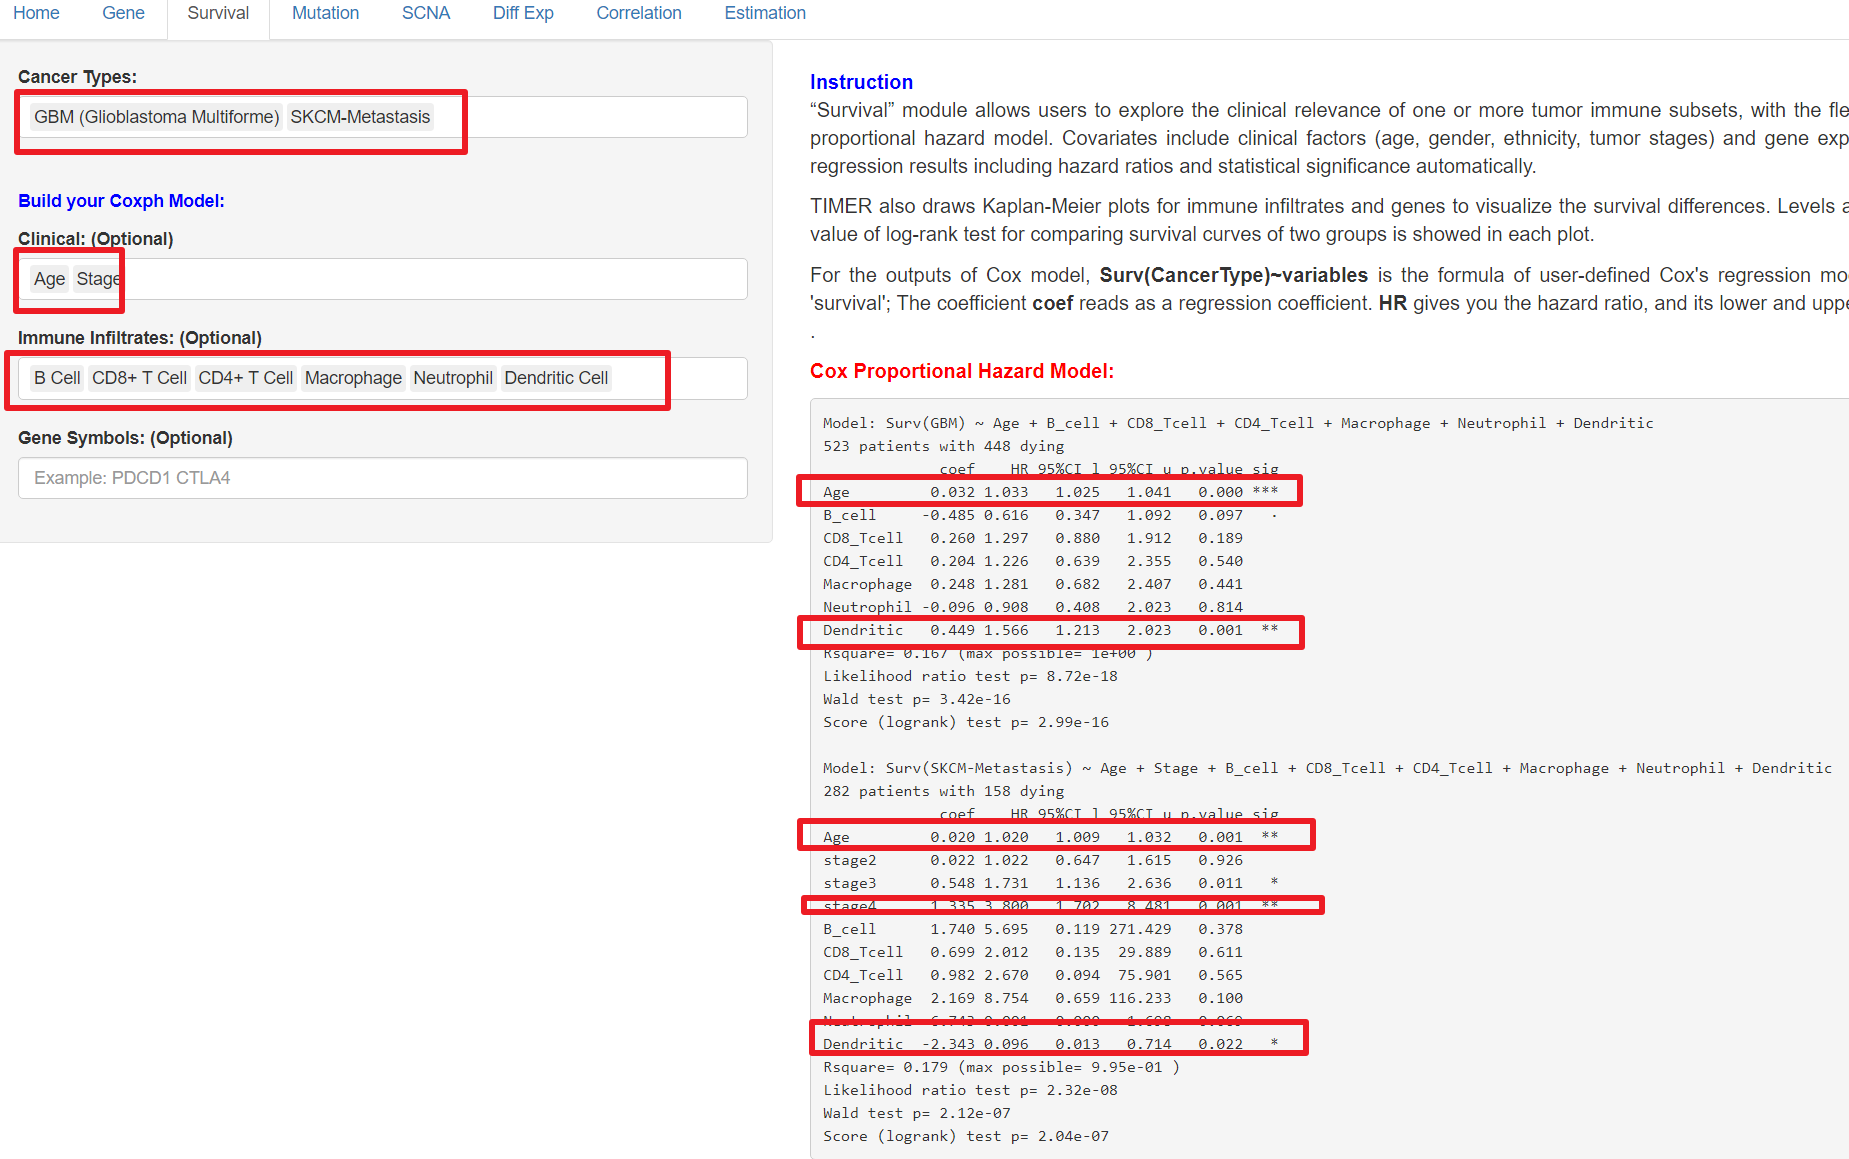 Home Gene Survival Mutation SCNA Diff Exp Correlation Estimation
Cancer Types:
GBM (Glioblastoma Multiforme) SKCM-Metastasis
Build your Coxph Model:
Clinical: (Optional)
Age Stage
Immune Infiltrates: (Optional)
B Cell CD8+ T Cell CD4+ T Cell Macrophage Neutrophil Dendritic Cell
Gene Symbols: (Optional)
Example: PDCD1 CTLA4
Instruction
“Survival” module allows users to explore the clinical relevance of one or more tumor immune subsets, with the fle
proportional hazard model. Covariates include clinical factors (age, gender, ethnicity, tumor stages) and gene exp
regression results including hazard ratios and statistical significance automatically.
TIMER also draws Kaplan-Meier plots for immune infiltrates and genes to visualize the survival differences. Levels a
value of log-rank test for comparing survival curves of two groups is showed in each plot.
For the outputs of Cox model, Surv(CancerType)~variables is the formula of user-defined Cox's regression mo
'survival'; The coefficient coef reads as a regression coefficient. HR gives you the hazard ratio, and its lower and uppe
.
Cox Proportional Hazard Model:
Model: Surv(GBM) ~ Age + B_cell + CD8_Tcell + CD4_Tcell + Macrophage + Neutrophil + Dendritic
523 patients with 448 dying
coef HR 95%CI_l 95%CI_u p.value sig
Age 0.032 1.033 1.025 1.041 0.000 ***
B_cell -0.485 0.616 0.347 1.092 0.097 ·
CD8_Tcell 0.260 1.297 0.880 1.912 0.189
CD4_Tcell 0.204 1.226 0.639 2.355 0.540
Macrophage 0.248 1.281 0.682 2.407 0.441
Neutrophil -0.096 0.908 0.408 2.023 0.814
Dendritic 0.449 1.566 1.213 2.023 0.001 **
Rsquare= 0.167 (max possible= 1e+00 )
Likelihood ratio test p= 8.72e-18
Wald test p= 3.42e-16
Score (logrank) test p= 2.99e-16
Model: Surv(SKCM-Metastasis) ~ Age + Stage + B_cell + CD8_Tcell + CD4_Tcell + Macrophage + Neutrophil + Dendritic
282 patients with 158 dying
coef HR 95%CI_l 95%CI_u p.value sig
Age 0.020 1.020 1.009 1.032 0.001 **
stage2 0.022 1.022 0.647 1.615 0.926
stage3 0.548 1.731 1.136 2.636 0.011 *
stage4 1.335 3.800 1.702 8.481 0.001 **
B_cell 1.740 5.695 0.119 271.429 0.378
CD8_Tcell 0.699 2.012 0.135 29.889 0.611
CD4_Tcell 0.982 2.670 0.094 75.901 0.565
Macrophage 2.169 8.754 0.659 116.233 0.100
Neutrophil
Dendritic -2.343 0.096 0.013 0.714 0.022 *
Rsquare= 0.179 (max possible= 9.95e-01 )
Likelihood ratio test p= 2.32e-08
Wald test p= 2.12e-07
Score (logrank) test p= 2.04e-07